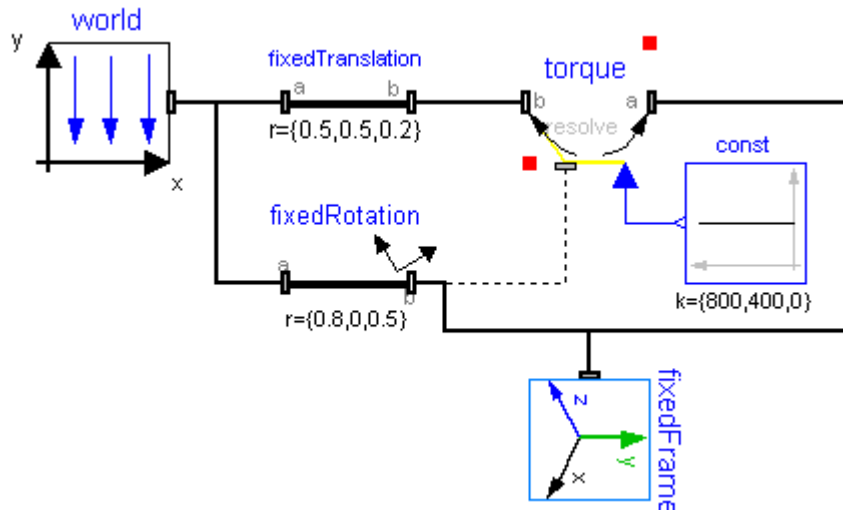 world
y
x
fixedTranslation
a
b
r={0.5,0.5,0.2}
torque
b
a
resolve
const
k={800,400,0}
fixedRotation
a
b
r={0.8,0,0.5}
fixedFrame
z
y
x